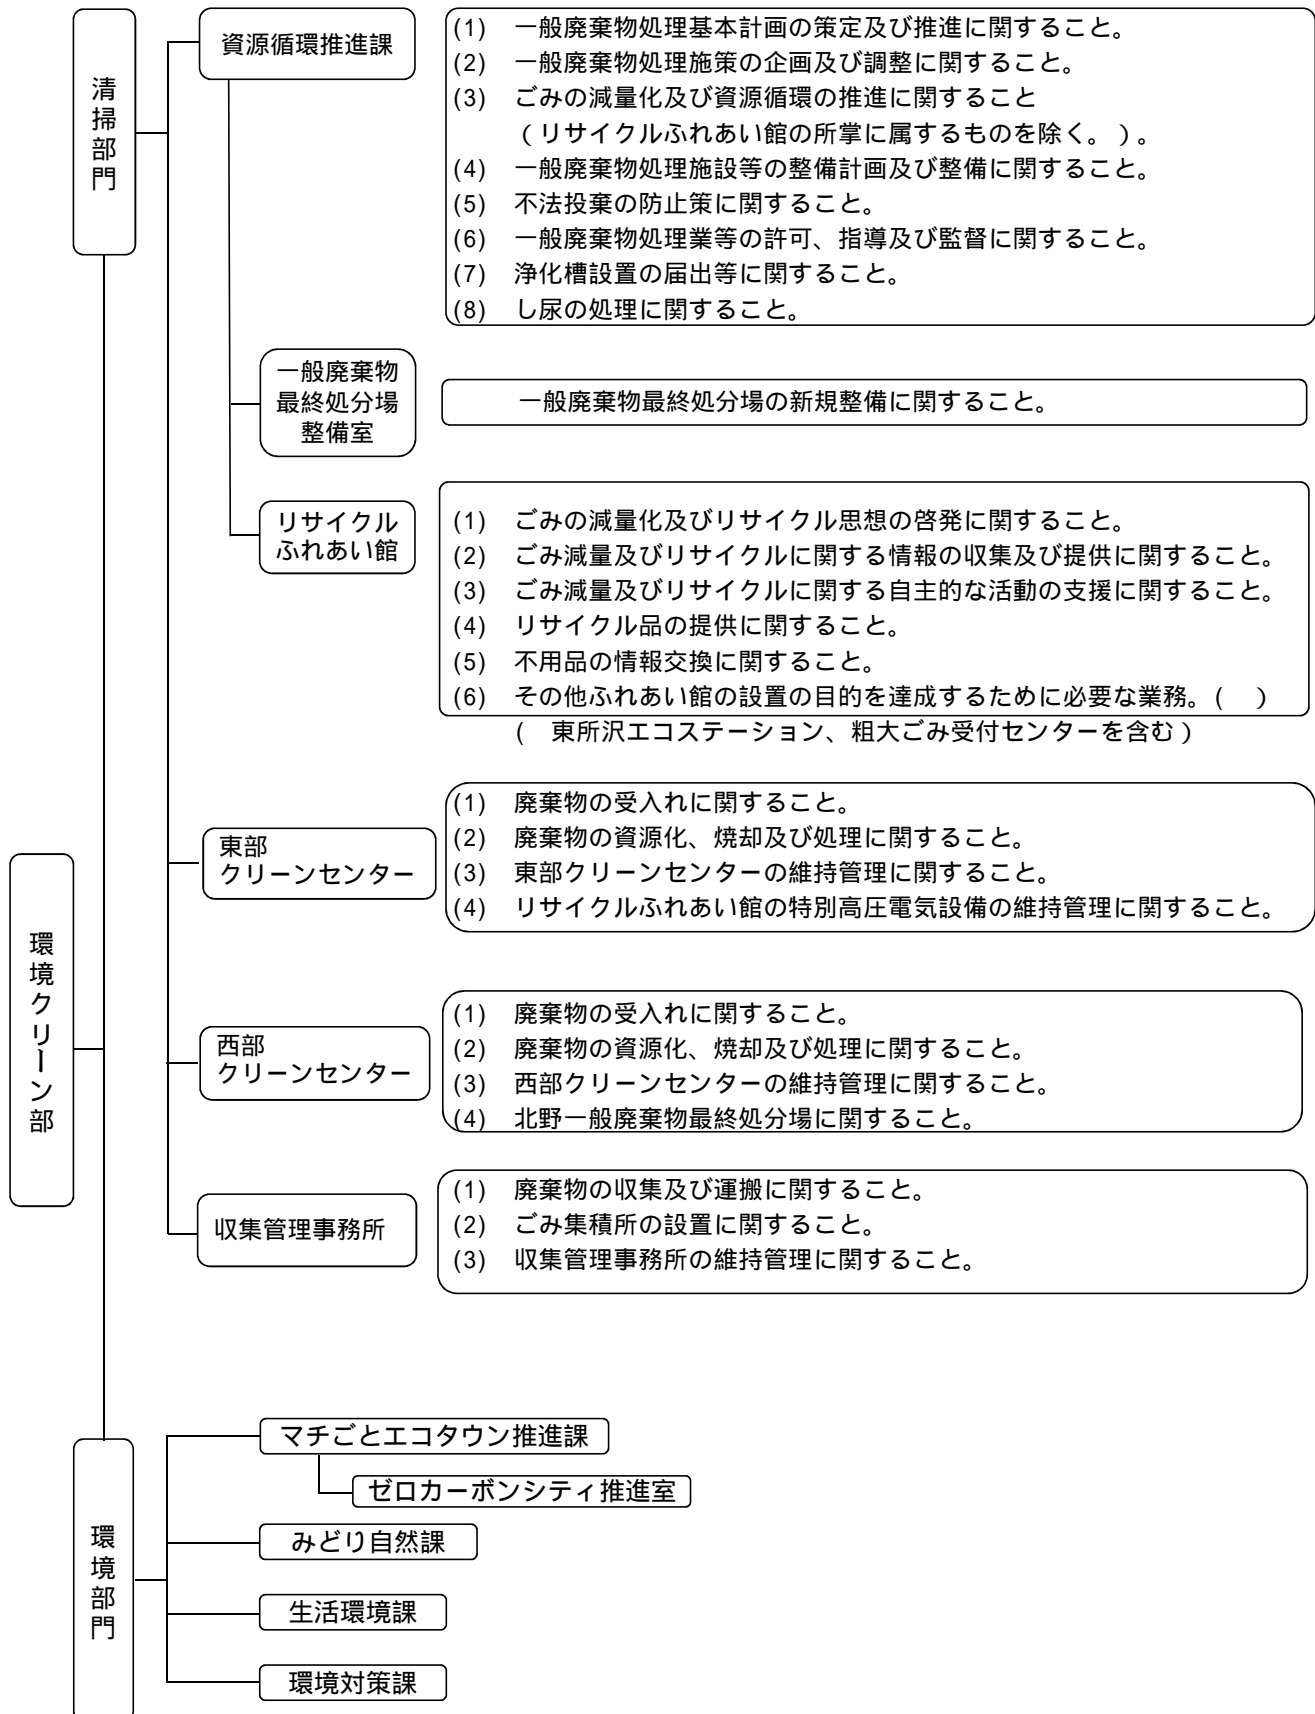 環境クリーン部
清掃部門
資源循環推進課
(1) 一般廃棄物処理基本計画の策定及び推進に関すること。
(2) 一般廃棄物処理施策の企画及び調整に関すること。
(3) ごみの減量化及び資源循環の推進に関すること
（リサイクルふれあい館の所掌に属するものを除く。）。
(4) 一般廃棄物処理施設等の整備計画及び整備に関すること。
(5) 不法投棄の防止策に関すること。
(6) 一般廃棄物処理業等の許可、指導及び監督に関すること。
(7) 浄化槽設置の届出等に関すること。
(8) し尿の処理に関すること。
一般廃棄物
最終処分場
整備室
一般廃棄物最終処分場の新規整備に関すること。
リサイクル
ふれあい館
(1) ごみの減量化及びリサイクル思想の啓発に関すること。
(2) ごみ減量及びリサイクルに関する情報の収集及び提供に関すること。
(3) ごみ減量及びリサイクルに関する自主的な活動の支援に関すること。
(4) リサイクル品の提供に関すること。
(5) 不用品の情報交換に関すること。
(6) その他ふれあい館の設置の目的を達成するために必要な業務。(　)
(　東所沢エコステーション、粗大ごみ受付センターを含む)
東部
クリーンセンター
(1) 廃棄物の受入れに関すること。
(2) 廃棄物の資源化、焼却及び処理に関すること。
(3) 東部クリーンセンターの維持管理に関すること。
(4) リサイクルふれあい館の特別高圧電気設備の維持管理に関すること。
西部
クリーンセンター
(1) 廃棄物の受入れに関すること。
(2) 廃棄物の資源化、焼却及び処理に関すること。
(3) 西部クリーンセンターの維持管理に関すること。
(4) 北野一般廃棄物最終処分場に関すること。
収集管理事務所
(1) 廃棄物の収集及び運搬に関すること。
(2) ごみ集積所の設置に関すること。
(3) 収集管理事務所の維持管理に関すること。
環境部門
マチごとエコタウン推進課
ゼロカーボンシティ推進室
みどり自然課
生活環境課
環境対策課